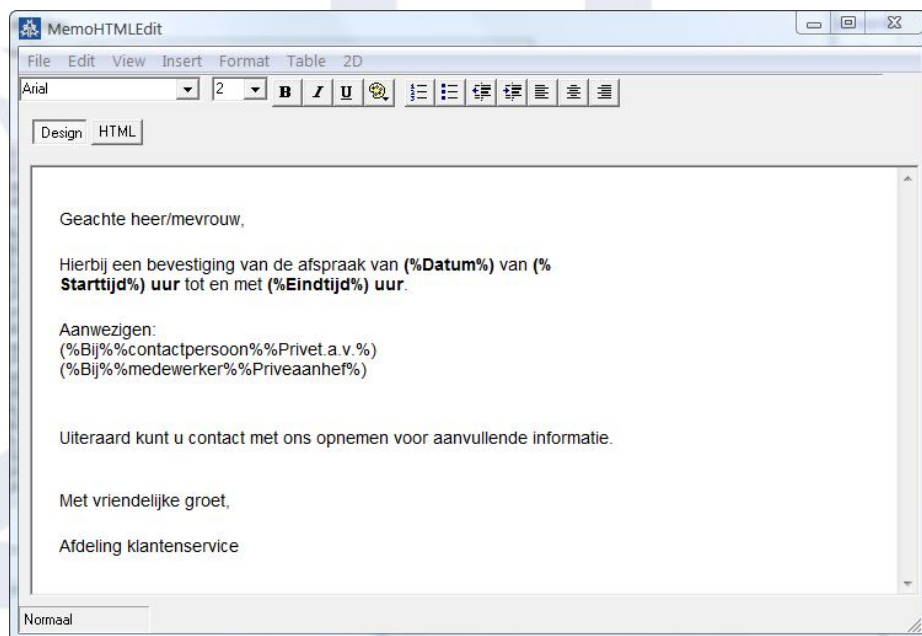 MemoHTMLEdit
File Edit View Insert Format Table 2D
Arial 2 B I U
Design HTML
Geachte heer/mevrouw,
Hierbij een bevestiging van de afspraak van (%Datum%) van (%
Starttijd%) uur tot en met (%Eindtijd%) uur.
Aanwezigen:
(%Bij%%contactpersoon%%Privet.a.v.%)
(%Bij%%medewerker%%Priveaanhef%)
Uiteraard kunt u contact met ons opnemen voor aanvullende informatie.
Met vriendelijke groet,
Afdeling klantenservice
Normaal